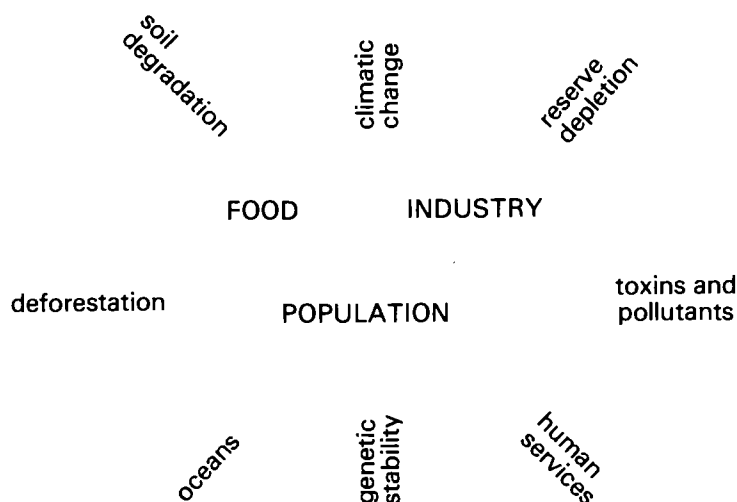 soil
degradation
climatic
change
reserve
depletion
FOOD
INDUSTRY
deforestation
POPULATION
toxins and
pollutants
oceans
genetic
stability
human
services